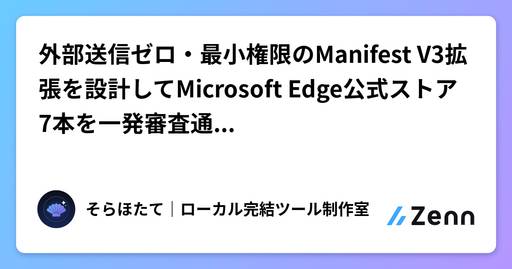 外部送信ゼロ・最小権限のManifest V3拡
張を設計してMicrosoft Edge公式ストア
7本を一発審査通...
そらほたて｜ローカル完結ツール制作室
Zenn